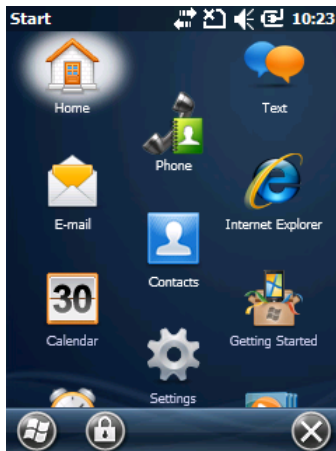 Start 10:23
Home
Text
Phone
E-mail
Internet Explorer
Contacts
30
Calendar
Getting Started
Settings